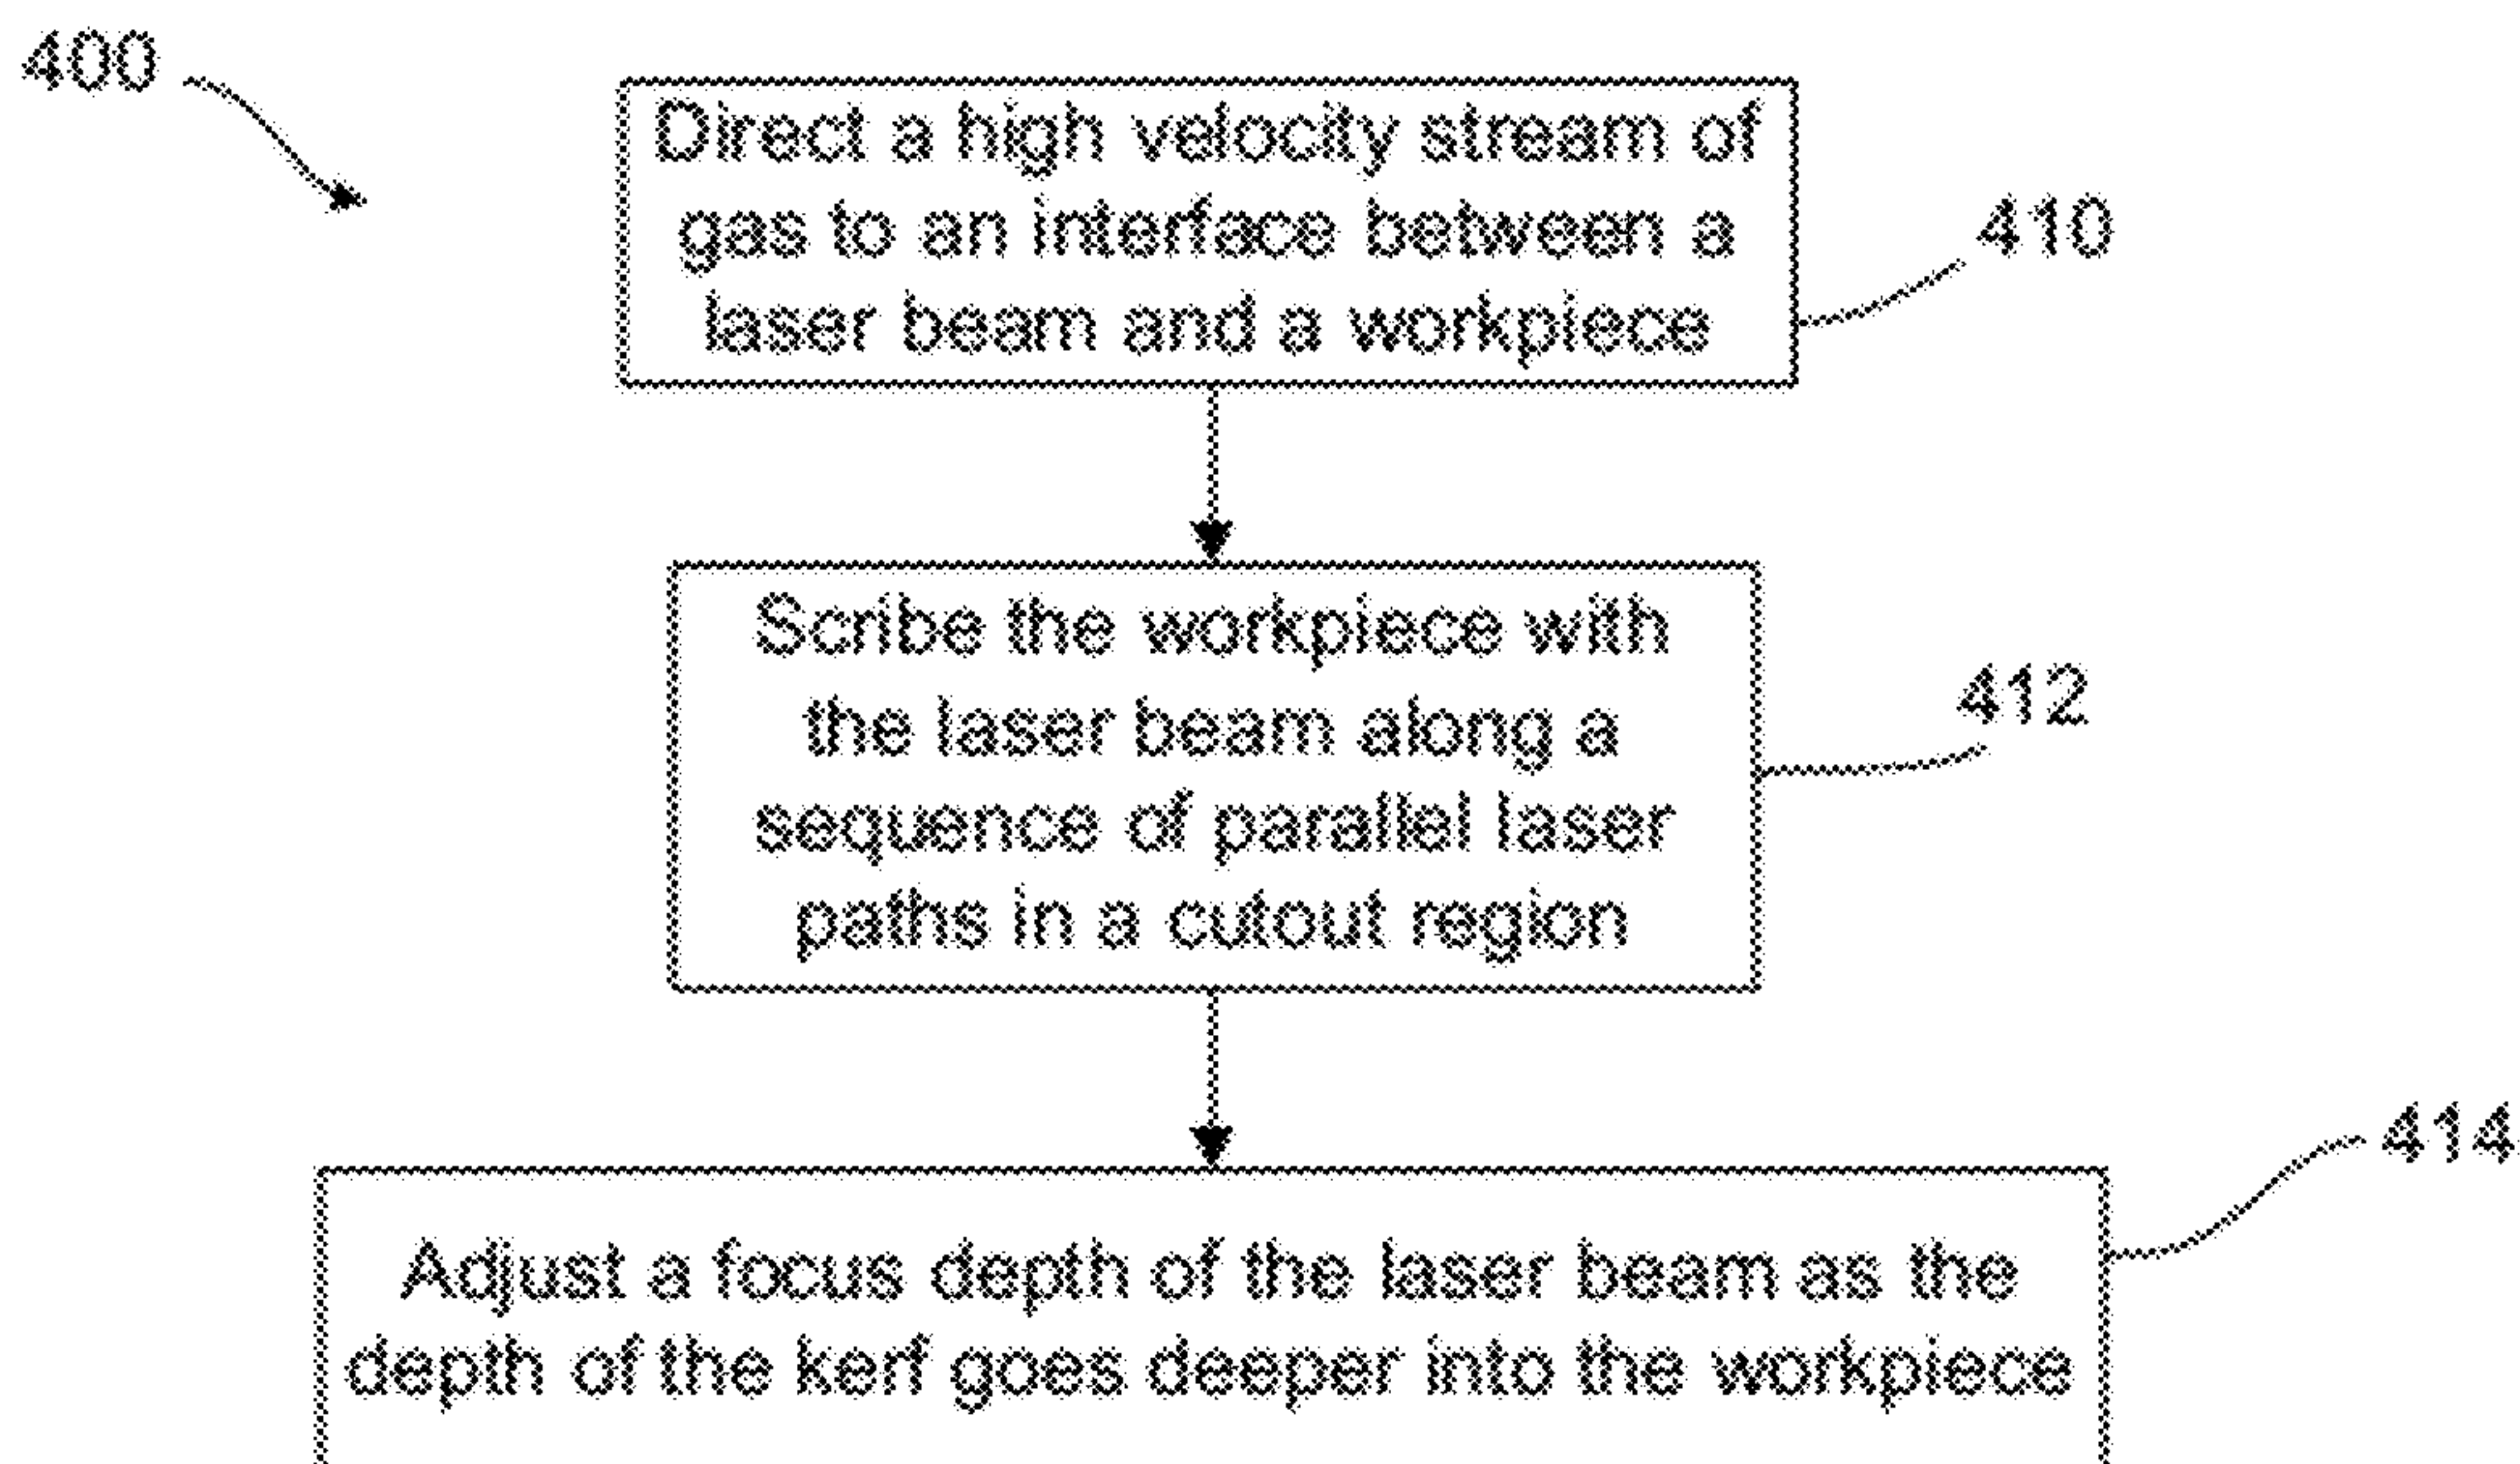 400
Direct a high velocity stream of
gas to an interface between a
laser beam and a workpiece
410
Scribe the workpiece with
the laser beam along a
sequence of parallel laser
paths in a cutout region
412
414
Adjust a focus depth of the laser beam as the
depth of the kerf goes deeper into the workpiece